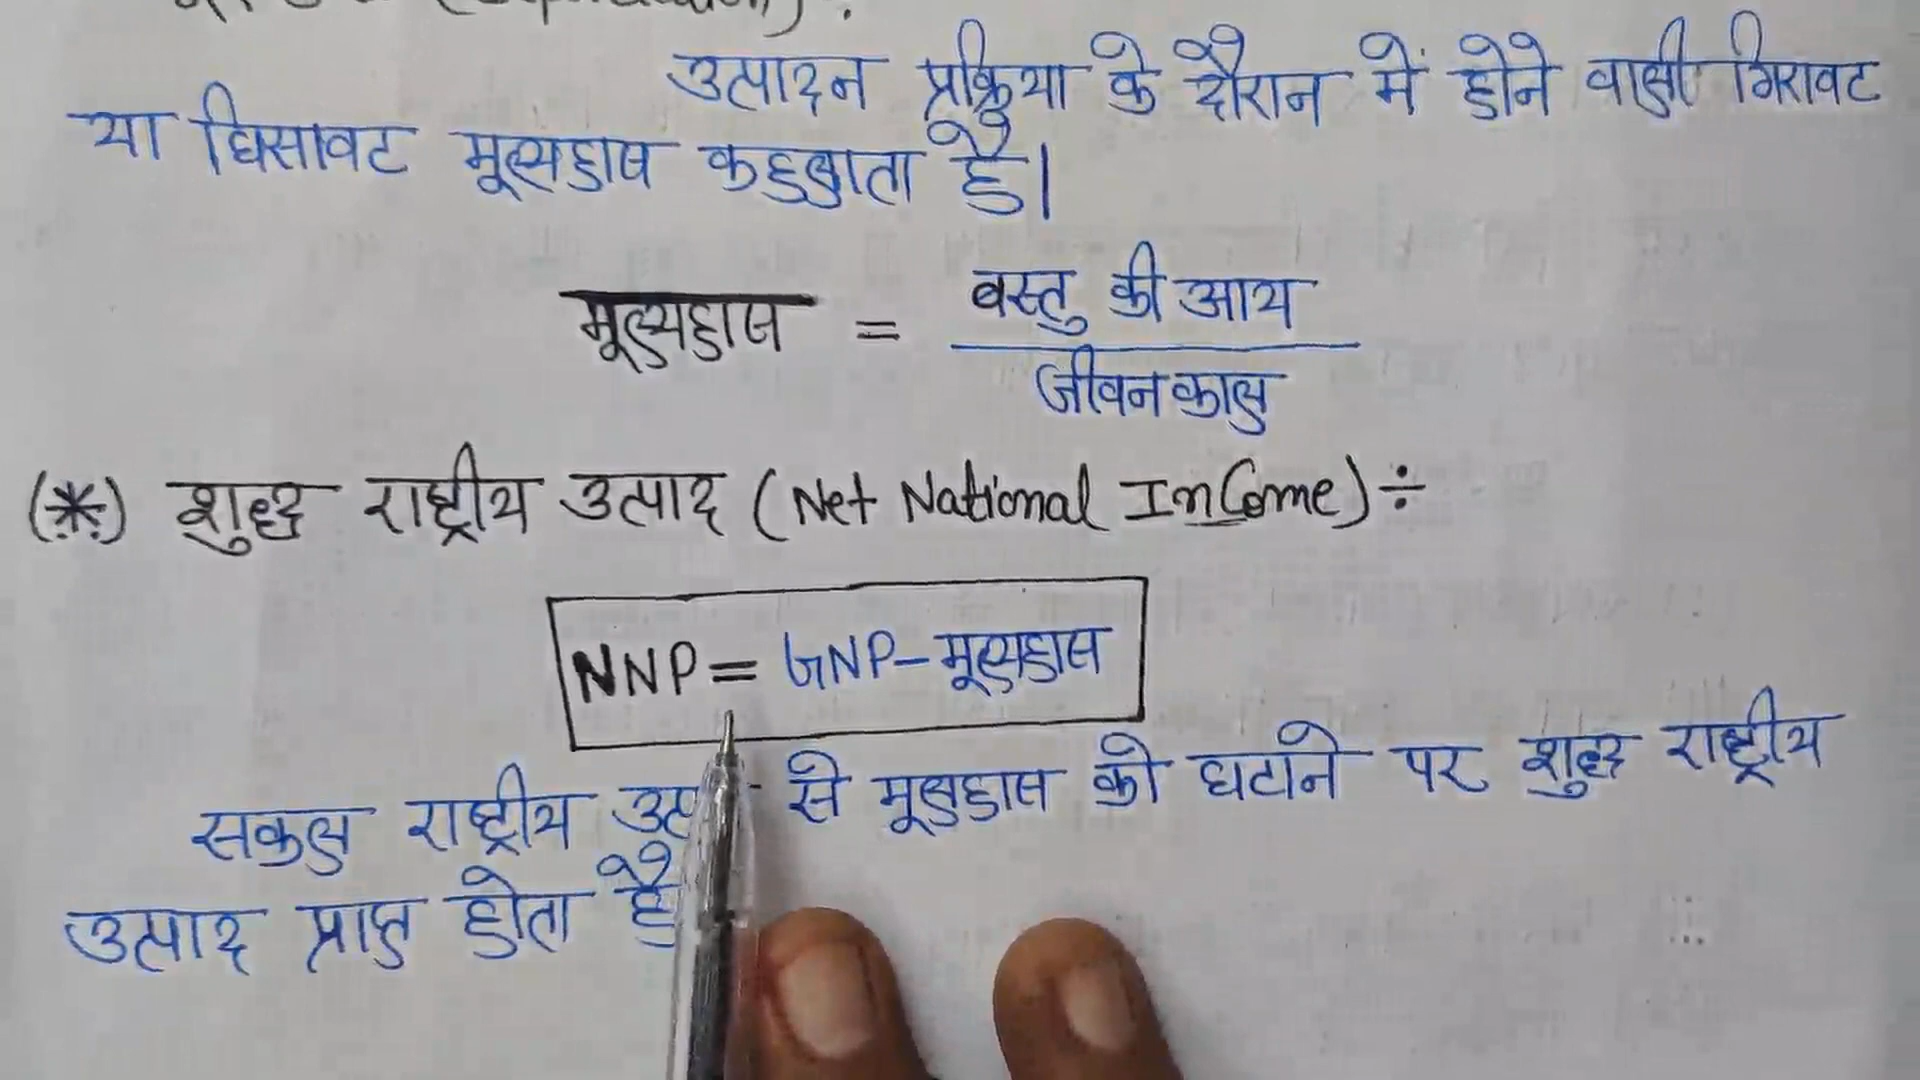 उत्पादन प्रक्रिया के दौरान में होने वाली गिरावट
या घिसावट मूल्यह्रास कहलाता है।
मूल्यह्रास = वस्तु की आय
जीवन काल
(*) शुद्ध राष्ट्रीय उत्पाद (Net National InCome) ÷
NNP = GNP - मूल्यह्रास
सकल राष्ट्रीय से मूल्यह्रास को घटाने पर शुद्ध राष्ट्रीय
उत्पाद प्राप्त होता है